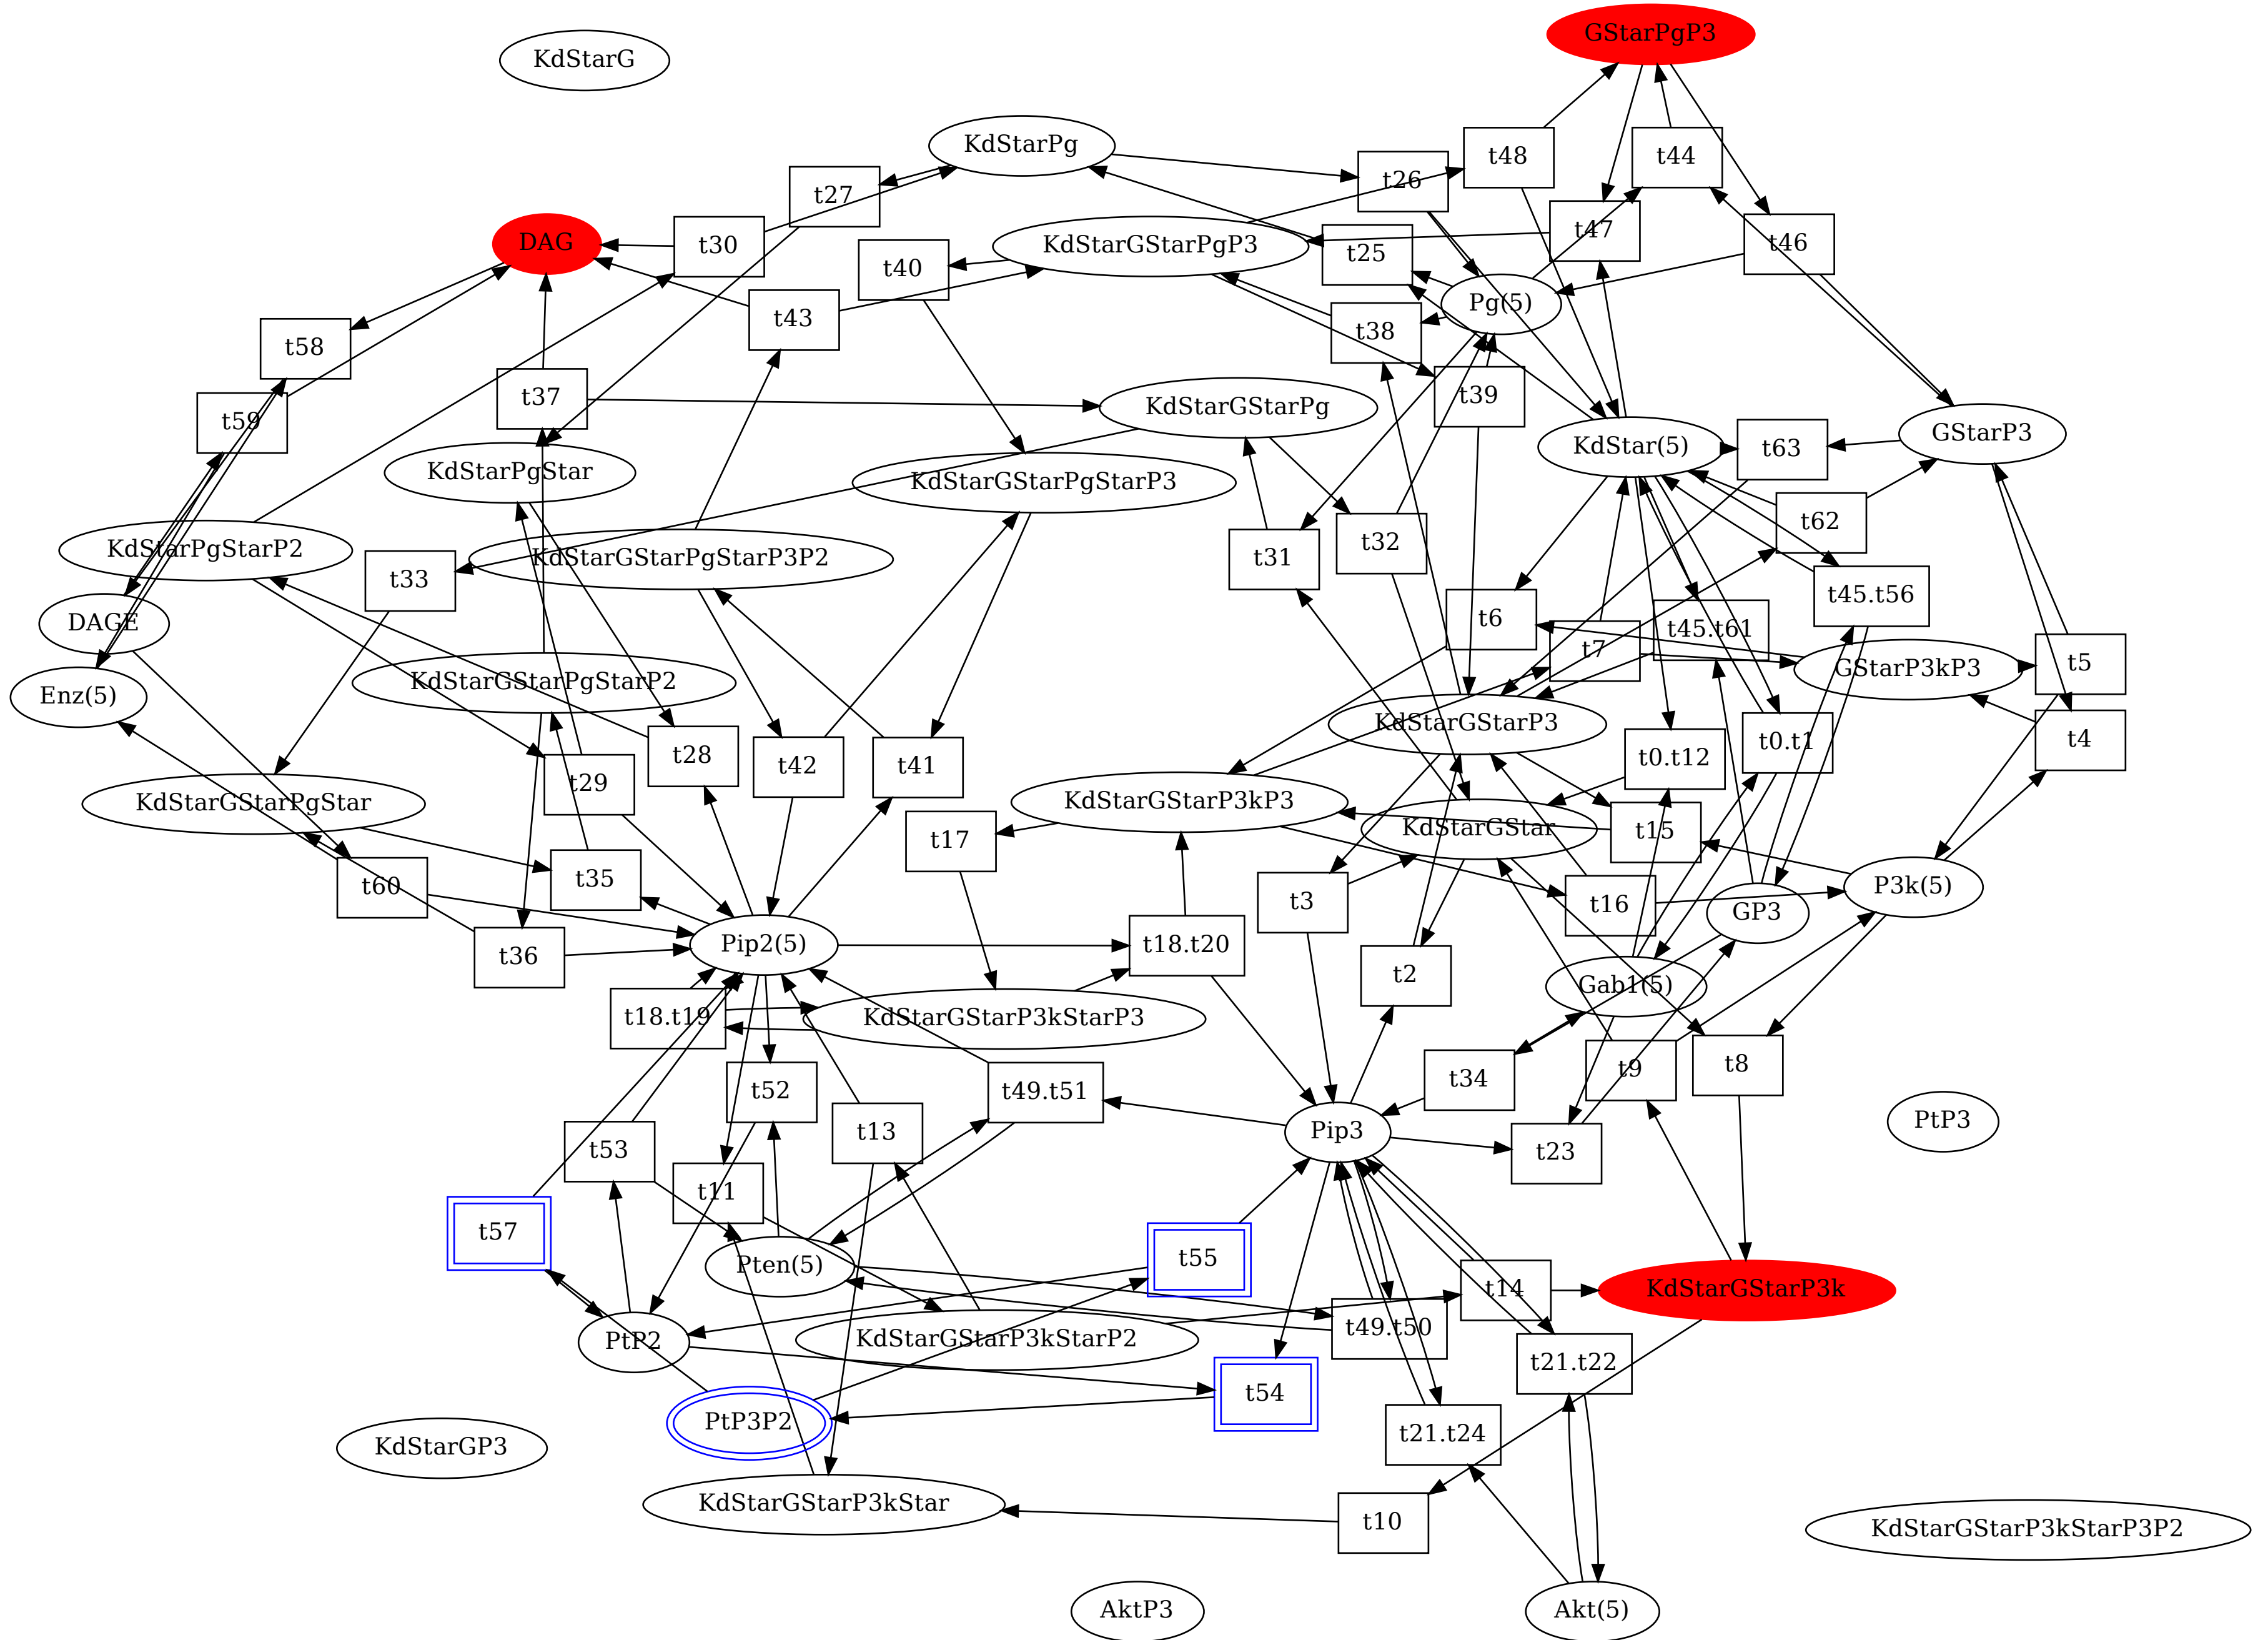 GStarPgP3
KdStarG
KdStarPg
t48
t44
t26
t27
t47
t30
DAG
KdStarGStarPgP3
t46
t40
t25
Pg(5)
t43
t38
t58
t37
t39
KdStarGStarPg
t59
GStarP3
KdStar(5)
t63
KdStarPgStar
KdStarGStarPgStarP3
t62
t32
t31
KdStarPgStarP2
KdStarGStarPgStarP3P2
t33
t45.t56
t6
DAGE
t45.t61
t7
t5
GStarP3kP3
KdStarGStarPgStarP2
Enz(5)
KdStarGStarP3
t4
t0.t1
t0.t12
t28
t42
t41
t29
KdStarGStarPgStar
KdStarGStarP3kP3
KdStarGStar
t15
t17
t35
t60
P3k(5)
t3
t16
GP3
Pip2(5)
t18.t20
t36
t2
Gab1(5)
t18.t19
KdStarGStarP3kStarP3
t8
t9
t34
t52
t49.t51
PtP3
Pip3
t13
t53
t23
t11
t57
t55
Pten(5)
t14
KdStarGStarP3k
t49.t50
PtP2
KdStarGStarP3kStarP2
t21.t22
t54
PtP3P2
t21.t24
KdStarGP3
KdStarGStarP3kStar
t10
KdStarGStarP3kStarP3P2
AktP3
Akt(5)